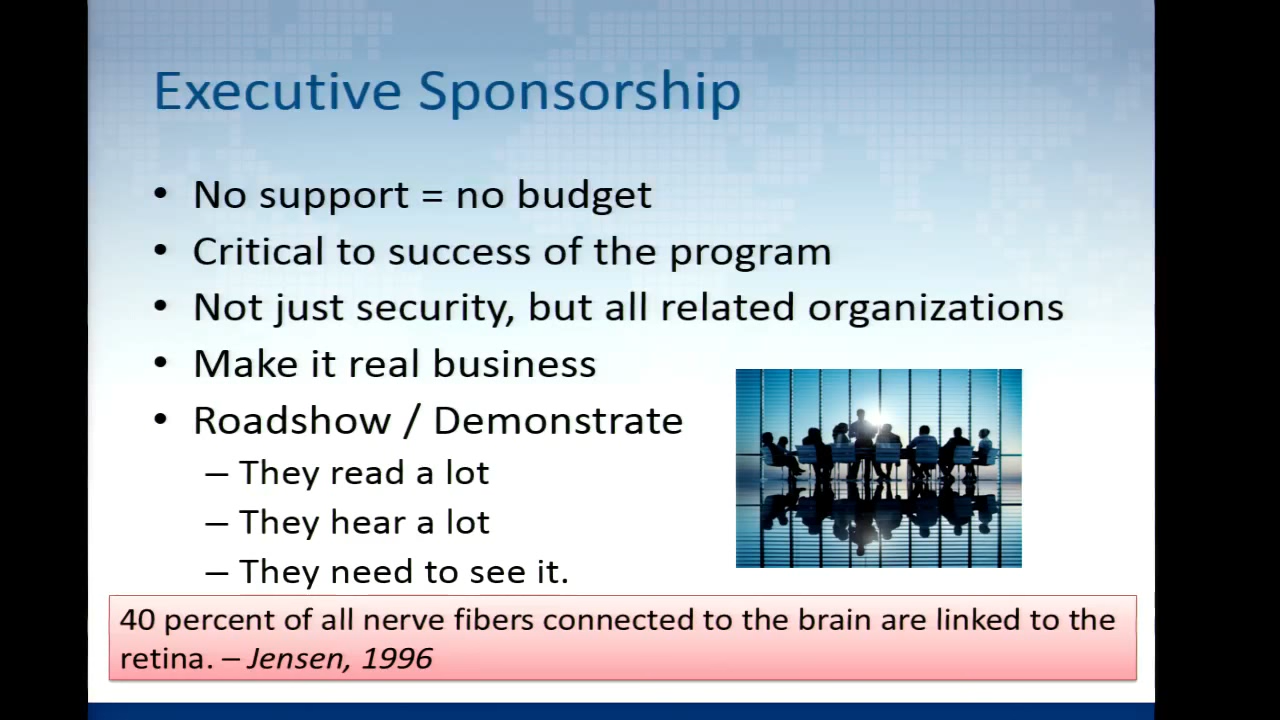 Executive Sponsorship
• No support = no budget
• Critical to success of the program
• Not just security, but all related organizations
• Make it real business
• Roadshow / Demonstrate
– They read a lot
– They hear a lot
– They need to see it.
40 percent of all nerve fibers connected to the brain are linked to the
retina. – Jensen, 1996